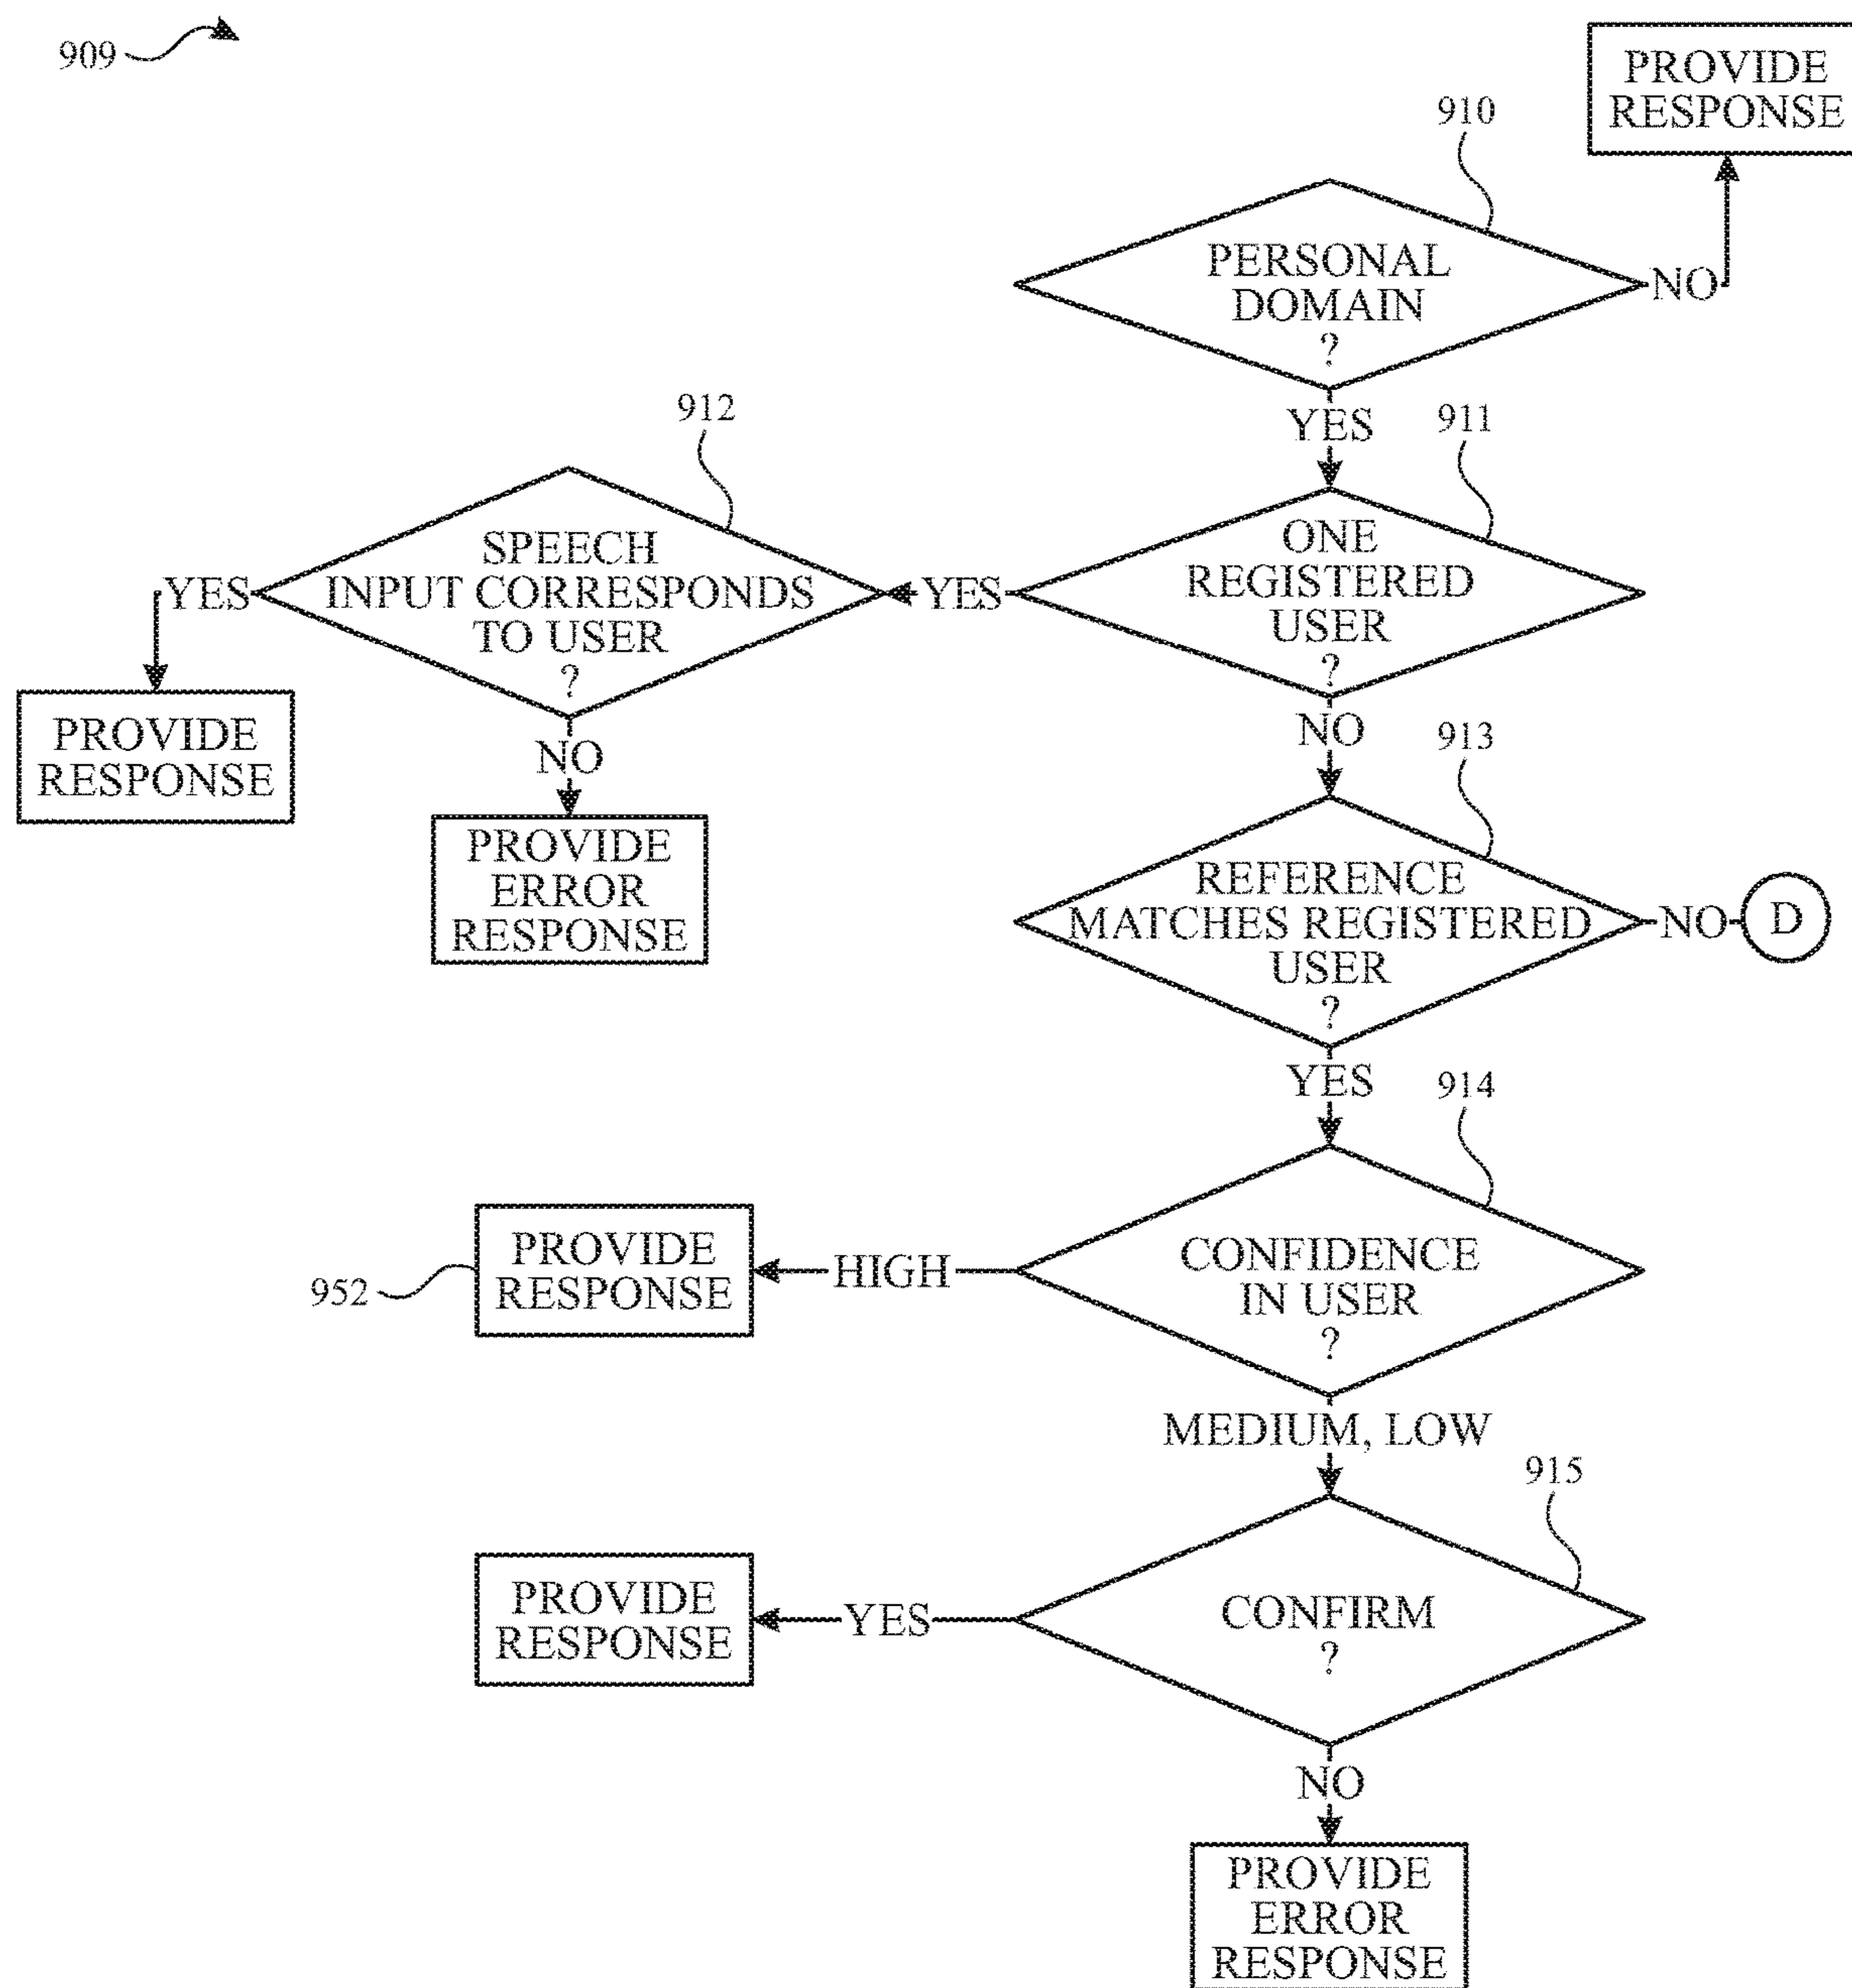 909
PROVIDE
RESPONSE
910
PERSONAL
DOMAIN
?
NO
YES
911
912
ONE
REGISTERED
USER
?
YES
SPEECH
INPUT CORRESPONDS
TO USER
?
YES
PROVIDE
RESPONSE
NO
PROVIDE
ERROR
RESPONSE
NO
913
REFERENCE
MATCHES REGISTERED
USER
?
NO
D
YES
914
CONFIDENCE
IN USER
?
HIGH
PROVIDE
RESPONSE
952
MEDIUM, LOW
915
CONFIRM
?
YES
PROVIDE
RESPONSE
NO
PROVIDE
ERROR
RESPONSE